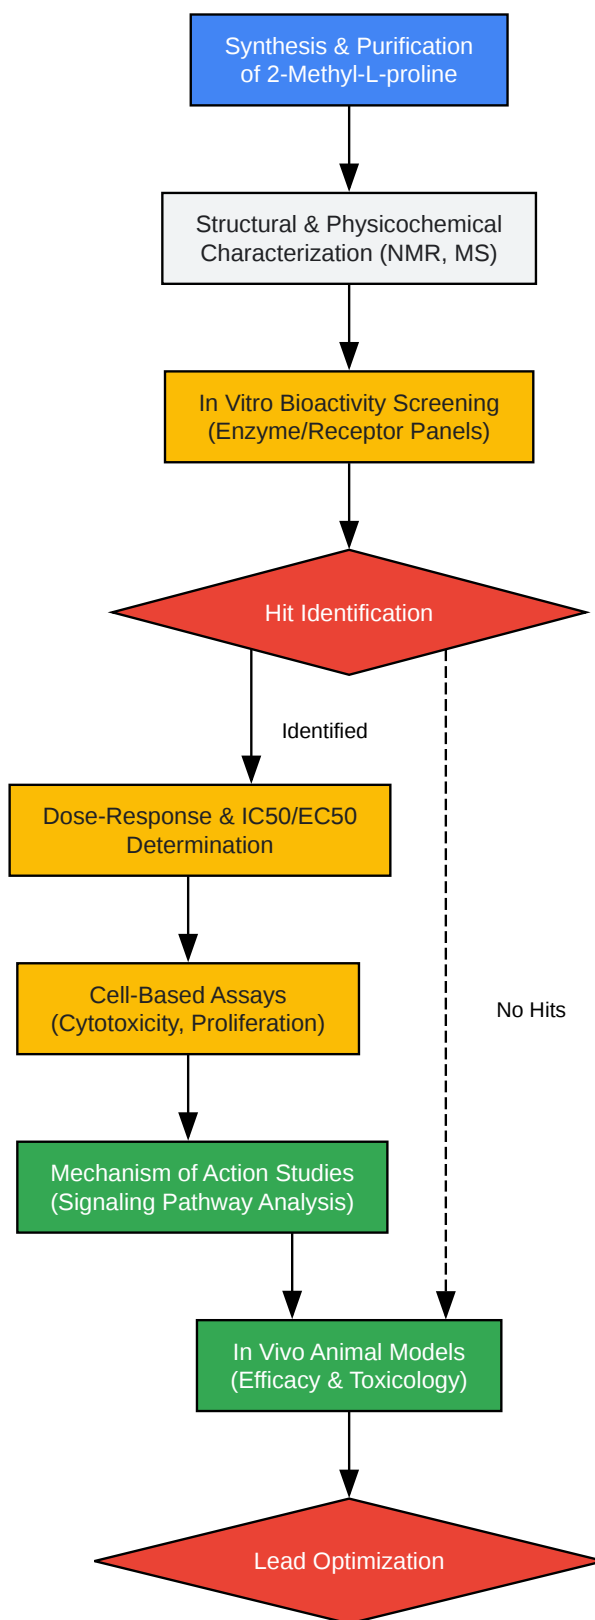 Synthesis & Purification
of 2-Methyl-L-proline
Structural & Physicochemical
Characterization (NMR, MS)
In Vitro Bioactivity Screening
(Enzyme/Receptor Panels)
Hit Identification
Identified
Dose-Response & IC50/EC50
Determination
Cell-Based Assays
(Cytotoxicity, Proliferation)
No Hits
Mechanism of Action Studies
(Signaling Pathway Analysis)
In Vivo Animal Models
(Efficacy & Toxicology)
Lead Optimization